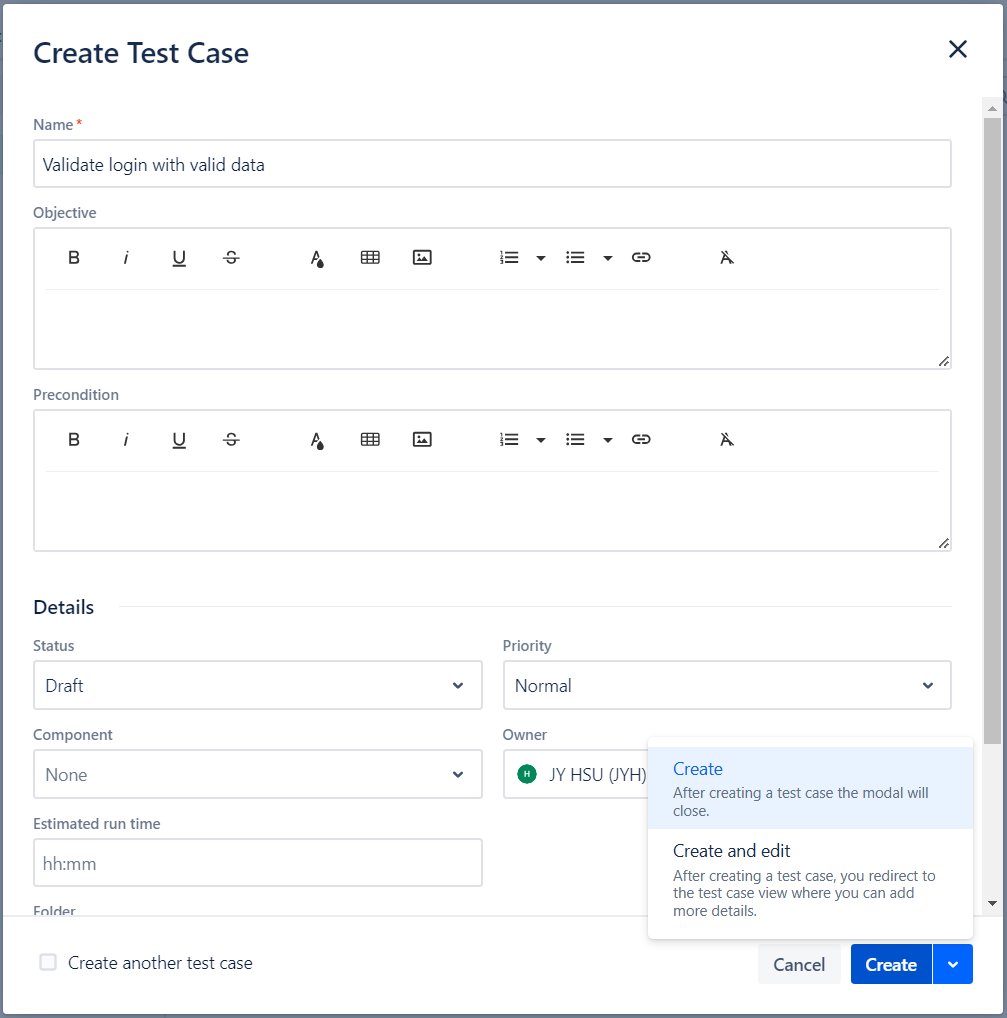 Create Test Case
Name*
Validate login with valid data
Objective
B i U S
Precondition
B i U S
Details
Status
Draft
Priority
Normal
Component
None
Owner
H JY HSU (JYH)
Estimated run time
hh:mm
Folder
Create
After creating a test case the modal will
close.
Create and edit
After creating a test case, you redirect to
the test case view where you can add
more details.
Create another test case
Cancel
Create